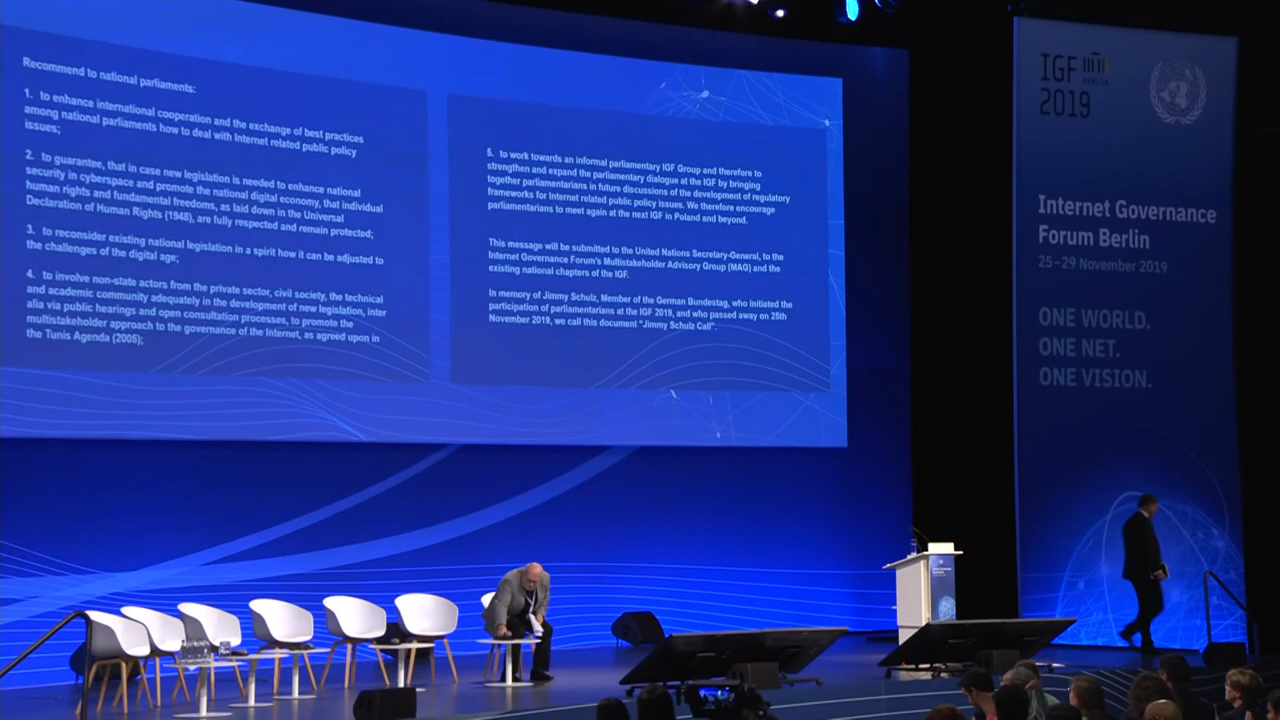 Recommend to national parliaments:
1. to enhance international cooperation and the exchange of best practices
among national parliaments how to deal with Internet related public policy
issues;
2. to guarantee, that in case new legislation is needed to enhance national
security in cyberspace and promote the national digital economy, that individual
human rights and fundamental freedoms, as laid down in the Universal
Declaration of Human Rights (1948), are fully respected and remain protected;
3. to reconsider existing national legislation in a spirit how it can be adjusted to
the challenges of the digital age;
4. to involve non-state actors from the private sector, civil society, the technical
and academic community adequately in the development of new legislation, inter
alia via public hearings and open consultation processes, to promote the
multistakeholder approach to the governance of the Internet, as agreed upon in
the Tunis Agenda (2005);
5. to work towards an informal parliamentary IGF Group and therefore to
strengthen and expand the parliamentary dialogue at the IGF by bringing
together parliamentarians in future discussions of the development of regulatory
frameworks for Internet related public policy issues. We therefore encourage
parliamentarians to meet again at the next IGF in Poland and beyond.
This message will be submitted to the United Nations Secretary-General, to the
Internet Governance Forum's Multistakeholder Advisory Group (MAG) and the
existing national chapters of the IGF.
In memory of Jimmy Schulz, Member of the German Bundestag, who initiated the
participation of parliamentarians at the IGF 2019, and who passed away on 25th
November 2019, we call this document "Jimmy Schulz Call".
IGF
BERLIN
2019
Internet Governance
Forum Berlin
25–29 November 2019
ONE WORLD.
ONE NET.
ONE VISION.